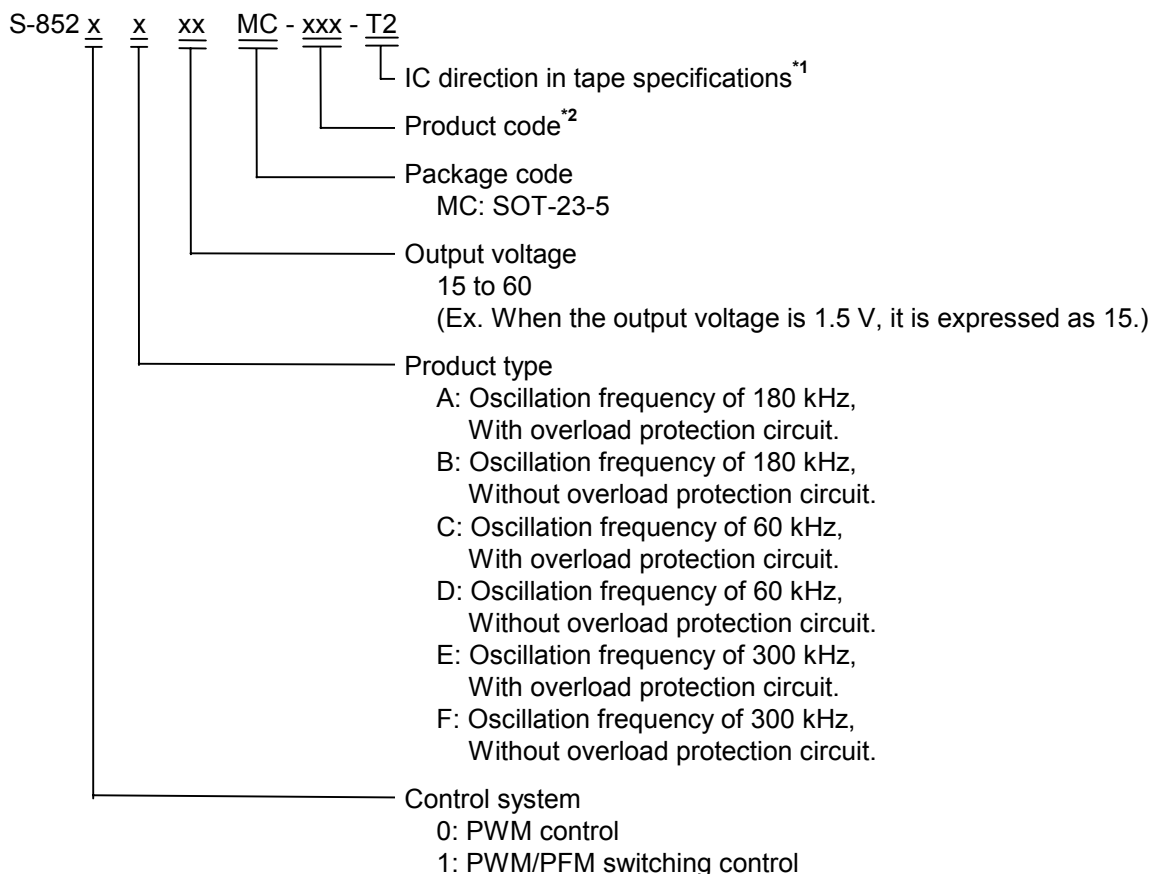 S-852 x x xx MC - xxx - T2
IC direction in tape specifications*1
Product code*2
Package code
MC: SOT-23-5
Output voltage
15 to 60
(Ex. When the output voltage is 1.5 V, it is expressed as 15.)
Product type
A: Oscillation frequency of 180 kHz,
With overload protection circuit.
B: Oscillation frequency of 180 kHz,
Without overload protection circuit.
C: Oscillation frequency of 60 kHz,
With overload protection circuit.
D: Oscillation frequency of 60 kHz,
Without overload protection circuit.
E: Oscillation frequency of 300 kHz,
With overload protection circuit.
F: Oscillation frequency of 300 kHz,
Without overload protection circuit.
Control system
0: PWM control
1: PWM/PFM switching control